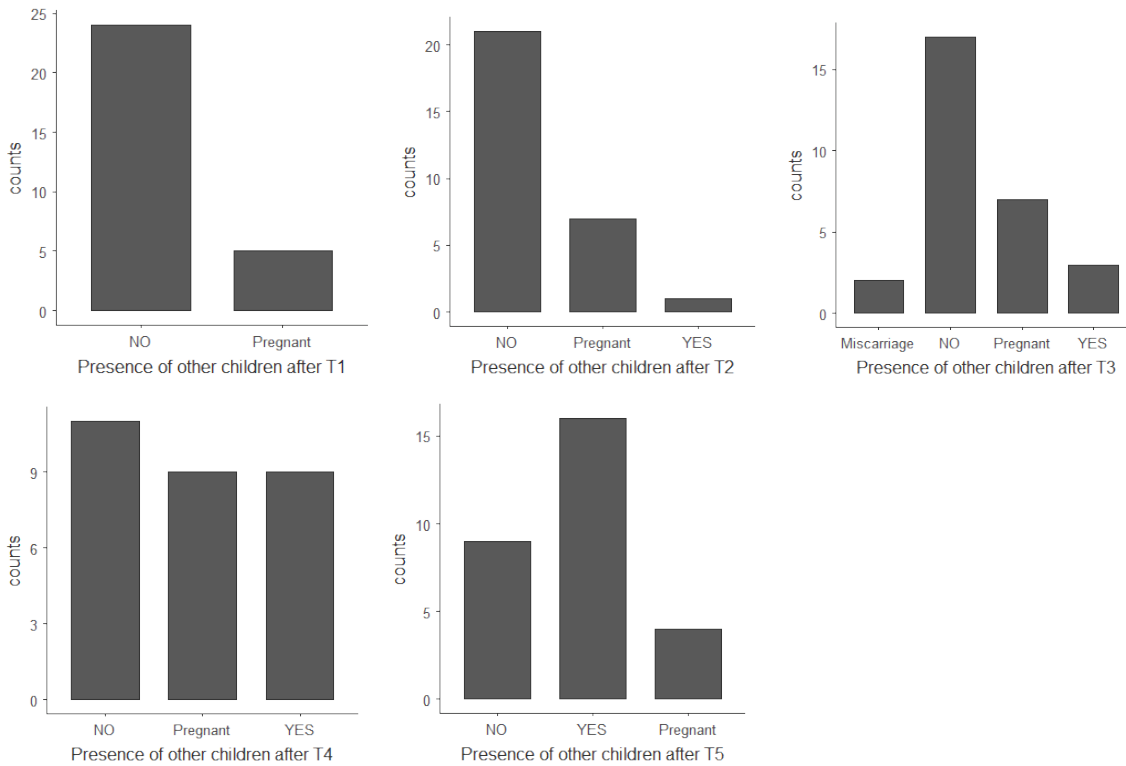 counts
25
20
15
10
5
0
NO Pregnant
Presence of other children after T1
counts
20
15
10
5
0
NO Pregnant YES
Presence of other children after T2
counts
15
10
5
0
Miscarriage NO Pregnant YES
Presence of other children after T3
counts
9
6
3
0
NO Pregnant YES
Presence of other children after T4
counts
15
10
5
0
NO YES Pregnant
Presence of other children after T5